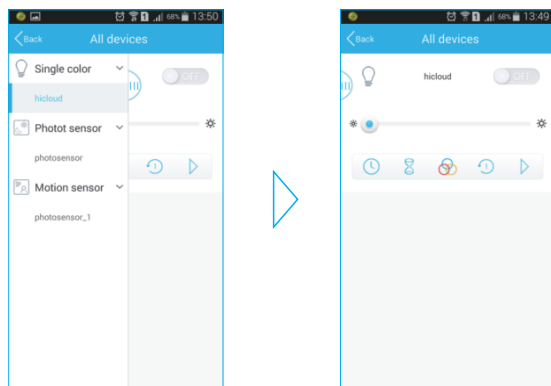 68% 13:50
Back All devices
Single color
OFF
hicloud
Photot sensor
photosensor
Motion sensor
photosensor_1
68% 13:49
Back All devices
hicloud OFF